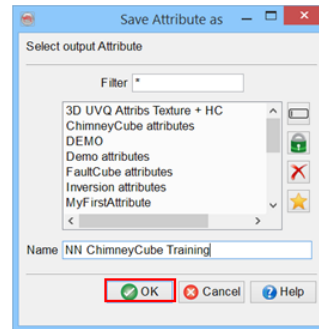 Save Attribute as
Select output Attribute
Filter *
3D UVQ Attribs Texture + HC
ChimneyCube attributes
DEMO
Demo attributes
FaultCube attributes
Inversion attributes
MyFirstAttribute
Name NN ChimneyCube Training
OK Cancel Help